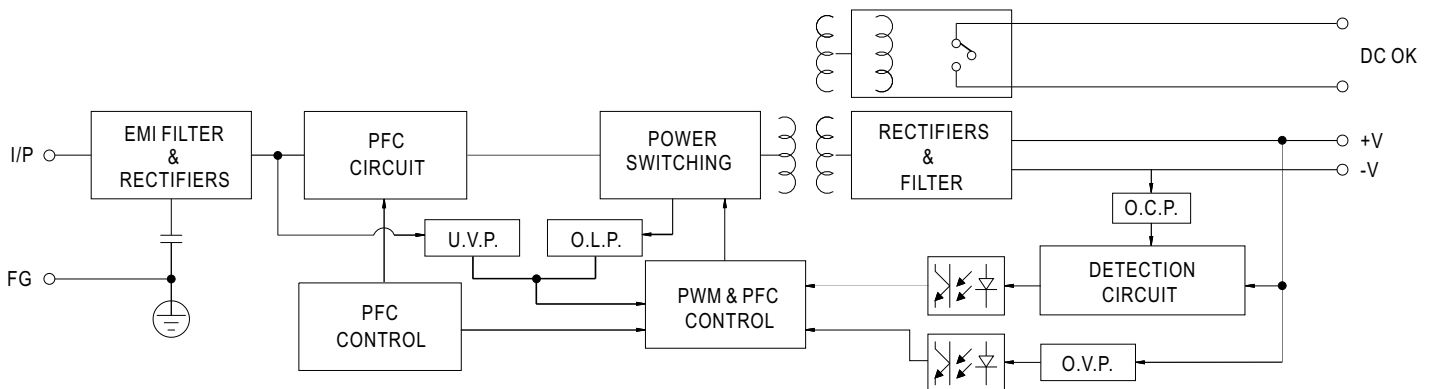 DC OK
I/P
EMI FILTER
&
RECTIFIERS
PFC
CIRCUIT
POWER
SWITCHING
RECTIFIERS
&
FILTER
+V
-V
O.C.P.
U.V.P.
O.L.P.
FG
PFC
CONTROL
PWM & PFC
CONTROL
DETECTION
CIRCUIT
O.V.P.